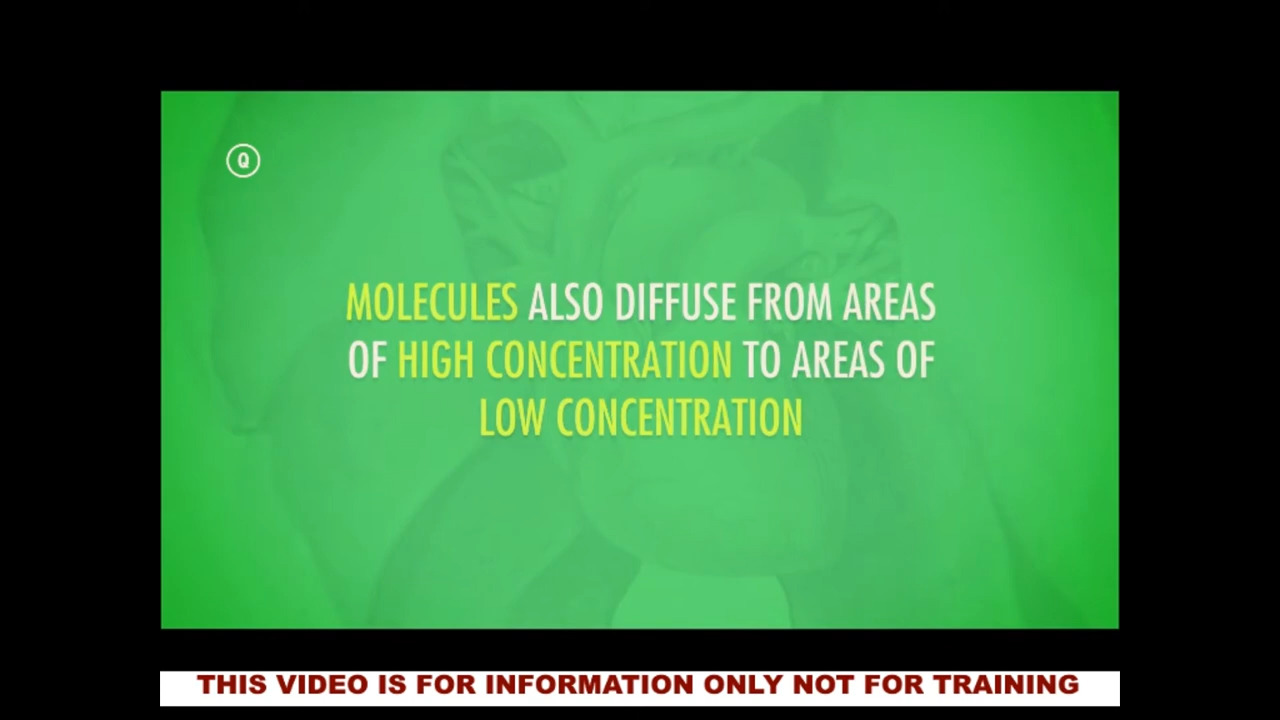 Q
MOLECULES ALSO DIFFUSE FROM AREAS
OF HIGH CONCENTRATION TO AREAS OF
LOW CONCENTRATION
THIS VIDEO IS FOR INFORMATION ONLY NOT FOR TRAINING